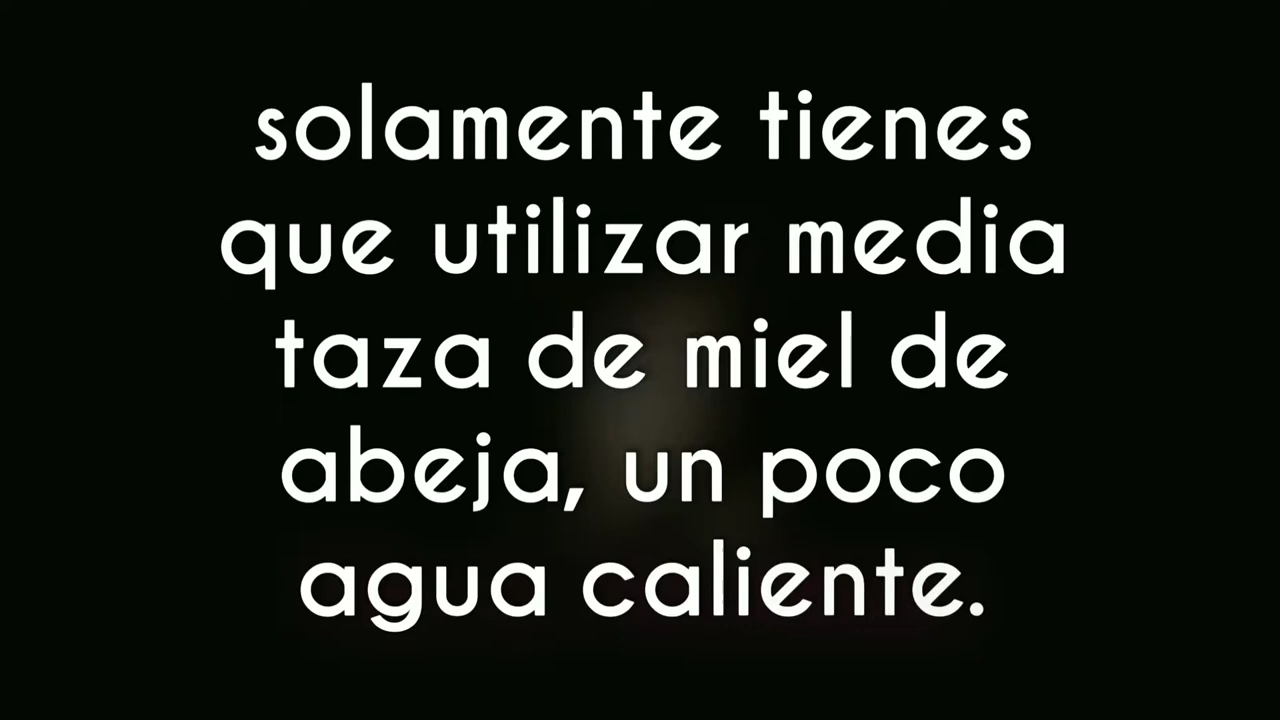 solamente tienes
que utilizar media
taza de miel de
abeja, un poco
agua caliente.